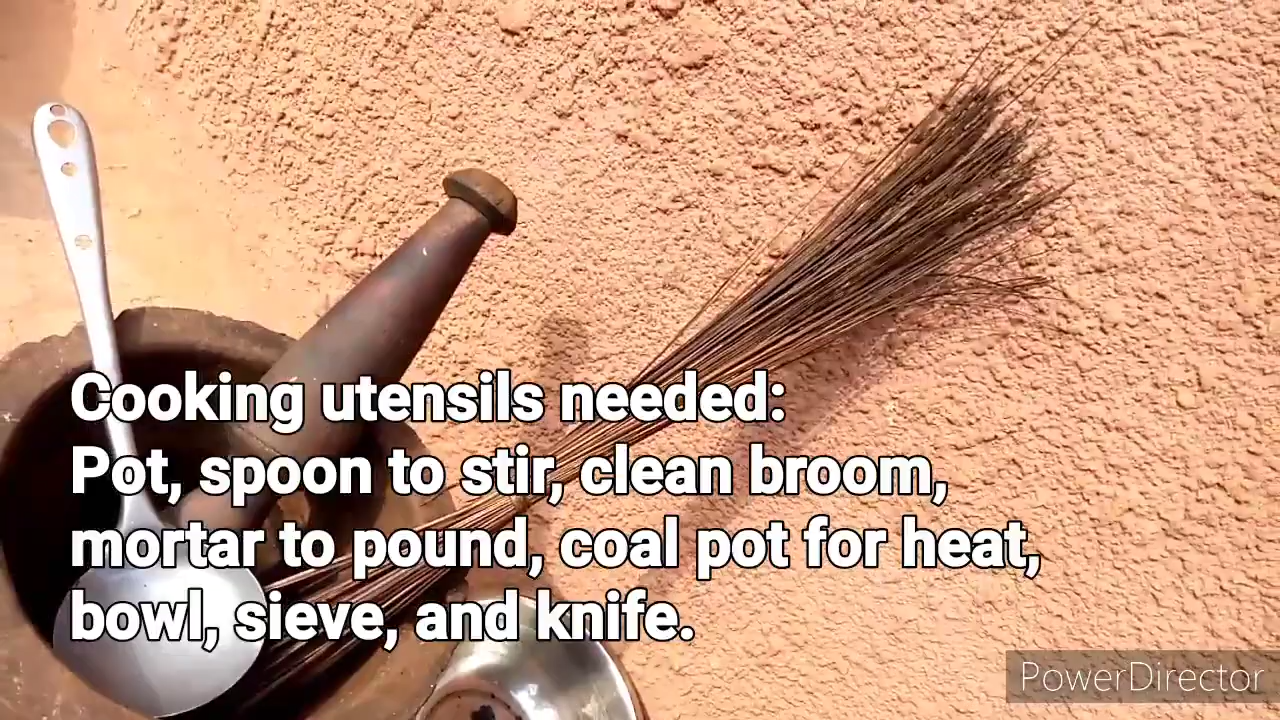 Cooking utensils needed:
Pot, spoon to stir, clean broom,
mortar to pound, coal pot for heat,
bowl, sieve, and knife.
PowerDirector